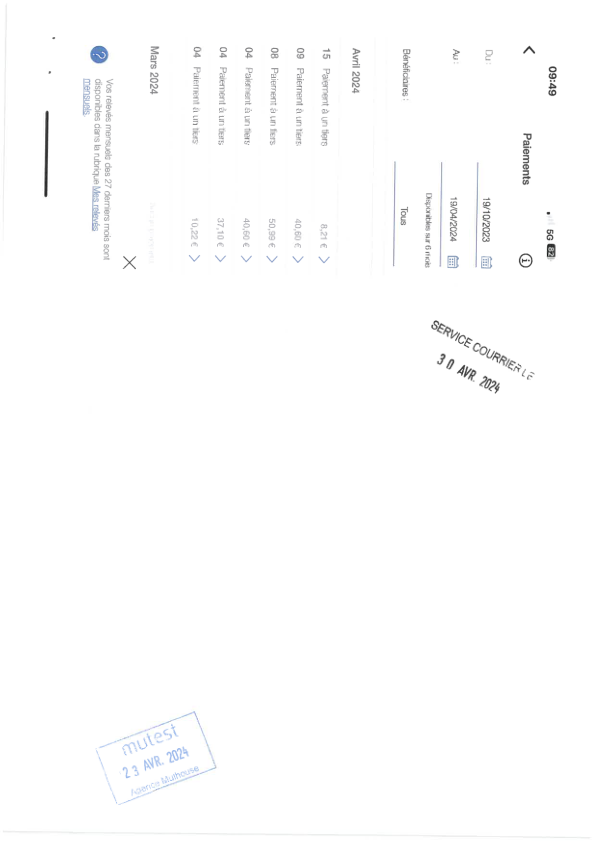 09:49
5G 82
Paiements
Du :
19/10/2023
Au :
19/04/2024
Disponibles sur 6 mois
Bénéficiaires :
Tous
Avril 2024
15 Paiement à un tiers 8,21 €
09 Paiement à un tiers 40,60 €
08 Paiement à un tiers 50,99 €
04 Paiement à un tiers 40,60 €
04 Paiement à un tiers 37,10 €
04 Paiement à un tiers 10,22 €
Mars 2024
Vos relevés mensuels des 27 derniers mois sont
disponibles dans la rubrique Mes relevés
mensuels.
SERVICE COURRIER LE
30 AVR. 2024
mutest
23 AVR. 2024
Agence Mulhouse